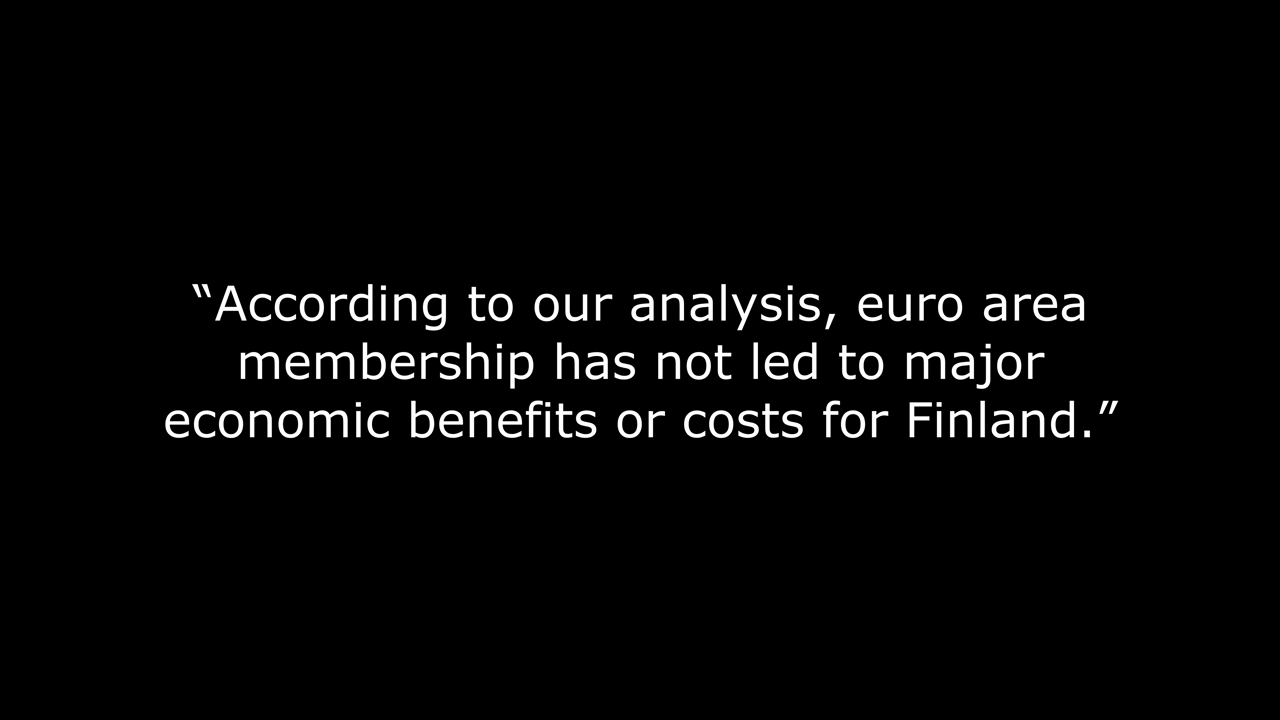 “According to our analysis, euro area
membership has not led to major
economic benefits or costs for Finland.”